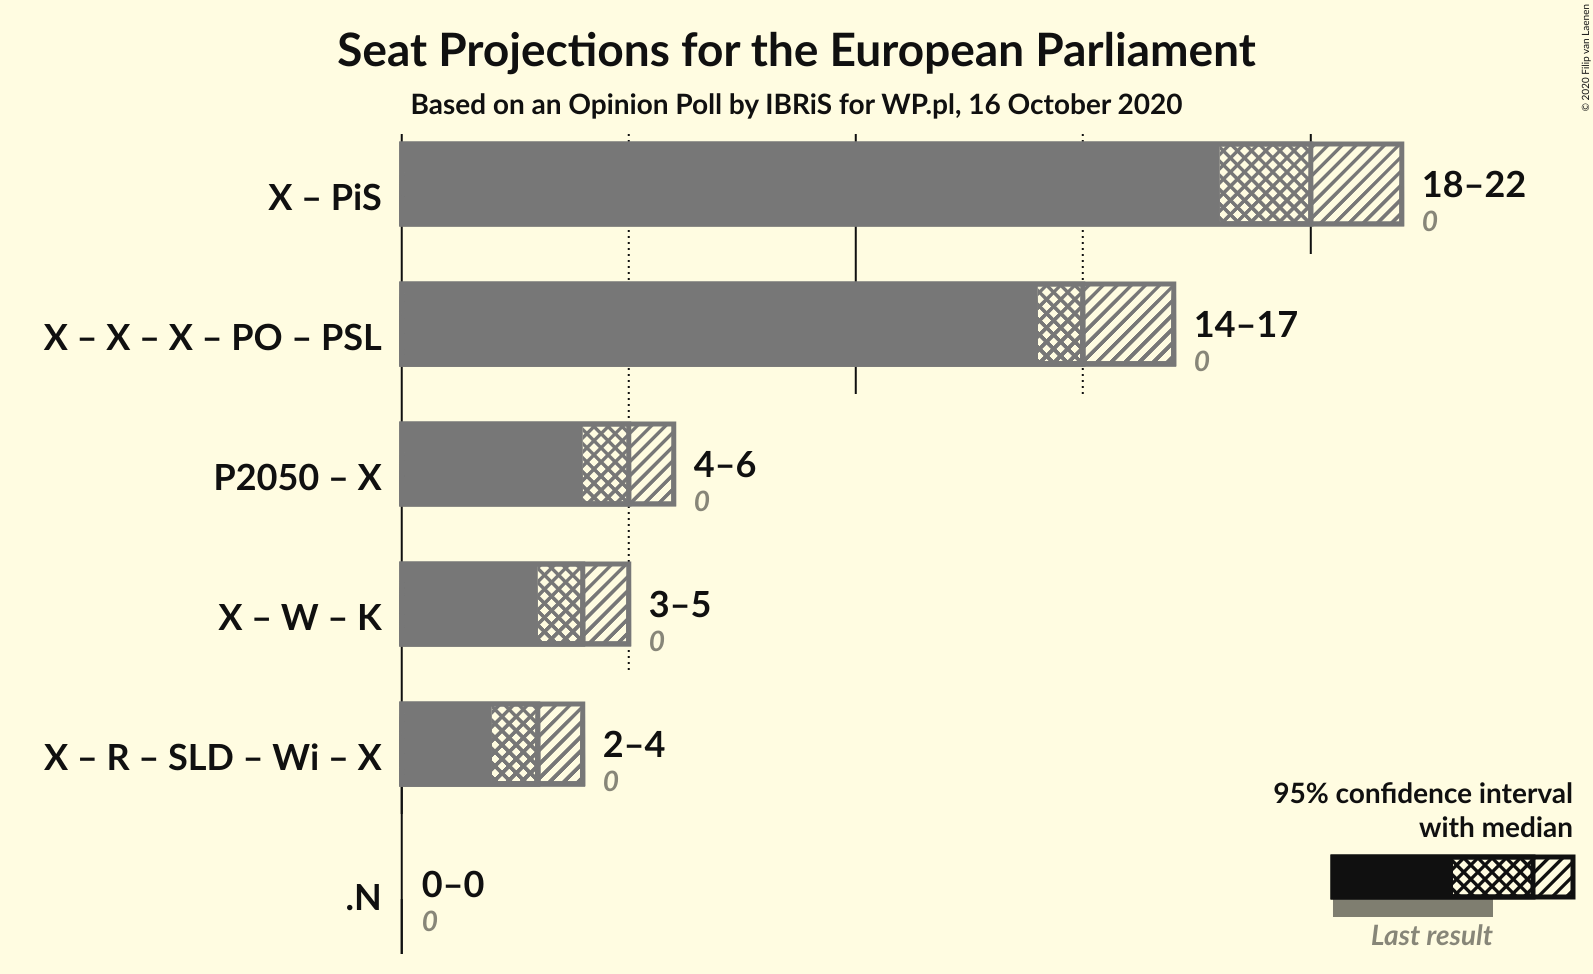 Seat Projections for the European Parliament
Based on an Opinion Poll by IBRiS for WP.pl, 16 October 2020
© 2020 Filip van Laenen
X – PiS
18–22
0
X – X – X – PO – PSL
14–17
0
P2050 – X
4–6
0
X – W – K
3–5
0
X – R – SLD – Wi – X
2–4
0
.N
0–0
0
95% confidence interval
with median
Last result